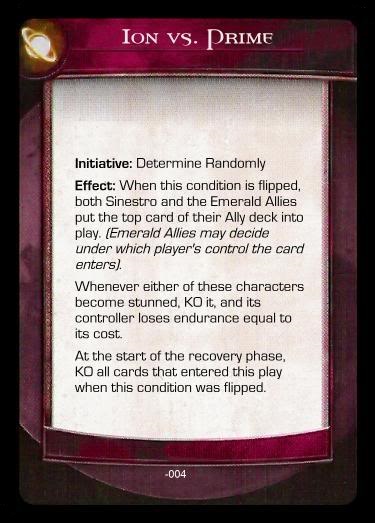 Ion vs. Prime
Initiative: Determine Randomly
Effect: When this condition is flipped,
both Sinestro and the Emerald Allies
put the top card of their Ally deck into
play. (Emerald Allies may decide
under which player's control the card
enters).
Whenever either of these characters
become stunned, KO it, and its
controller loses endurance equal to
its cost.
At the start of the recovery phase,
KO all cards that entered this play
when this condition was flipped.
-004